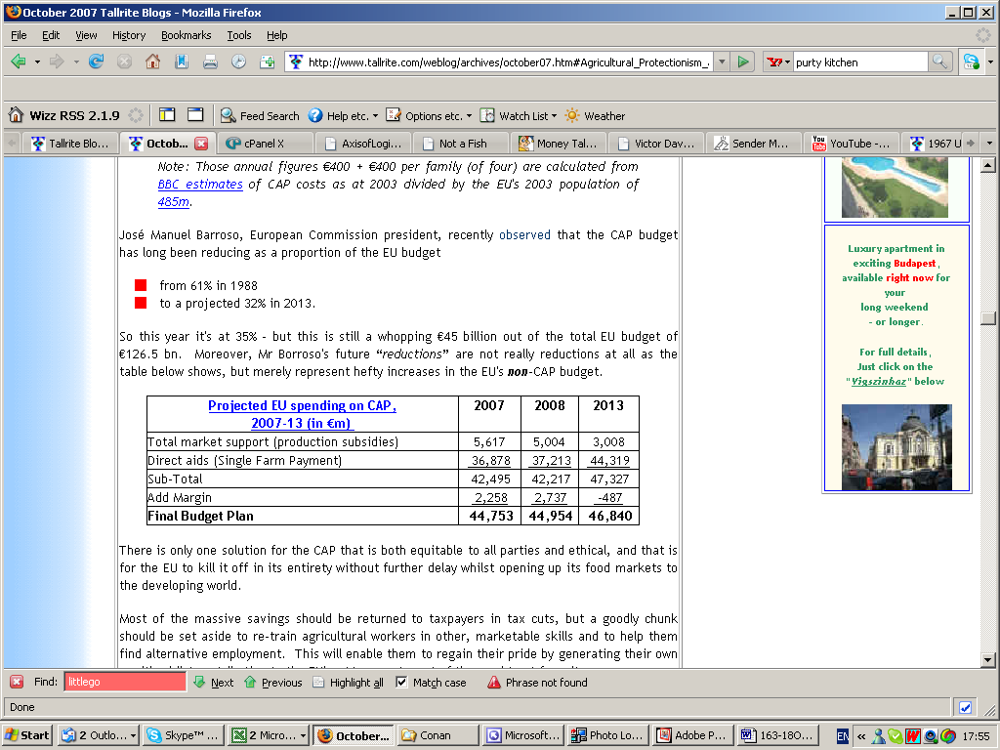 October 2007 Tallrite Blogs - Mozilla Firefox
File Edit View History Bookmarks Tools Help
http://www.tallrite.com/weblog/archives/october07.htm#Agricultural_Protectionism_ purty kitchen
Wizz RSS 2.1.9 Feed Search Help etc. Options etc. Watch List Weather
Tallrite Blo... Octob... cPanel X AxisofLogi... Not a Fish Money Tal... Victor Dav... Sender M... YouTube -... 1967 U
Note: Those annual figures €400 + €400 per family (of four) are calculated from
BBC estimates of CAP costs as at 2003 divided by the EU's 2003 population of
485m.
José Manuel Barroso, European Commission president, recently observed that the CAP budget
has long been reducing as a proportion of the EU budget
from 61% in 1988
to a projected 32% in 2013.
So this year it's at 35% - but this is still a whopping €45 billion out of the total EU budget of
€126.5 bn. Moreover, Mr Borroso's future “reductions” are not really reductions at all as the
table below shows, but merely represent hefty increases in the EU's non-CAP budget.
Projected EU spending on CAP, 2007 2008 2013
2007-13 (in €m)
Total market support (production subsidies) 5,617 5,004 3,008
Direct aids (Single Farm Payment) 36,878 37,213 44,319
Sub-Total 42,495 42,217 47,327
Add Margin 2,258 2,737 -487
Final Budget Plan 44,753 44,954 46,840
There is only one solution for the CAP that is both equitable to all parties and ethical, and that is
for the EU to kill it off in its entirety without further delay whilst opening up its food markets to
the developing world.
Most of the massive savings should be returned to taxpayers in tax cuts, but a goodly chunk
should be set aside to re-train agricultural workers in other, marketable skills and to help them
find alternative employment. This will enable them to regain their pride by generating their own
Luxury apartment in
exciting Budapest,
available right now for
your
long weekend
- or longer.
For full details,
Just click on the
"Vigszinhaz" below
Find: littlego Next Previous Highlight all Match case Phrase not found
Done
Start 2 Outlo... Skype™ ... 2 Micro... October... Conan Microsoft... Photo Lo... Adobe P... 163-18O... EN « 17:55